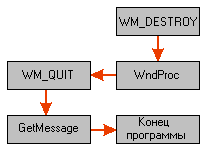 WM_DESTROY
WM_QUIT
WndProc
GetMessage
Конец
программы